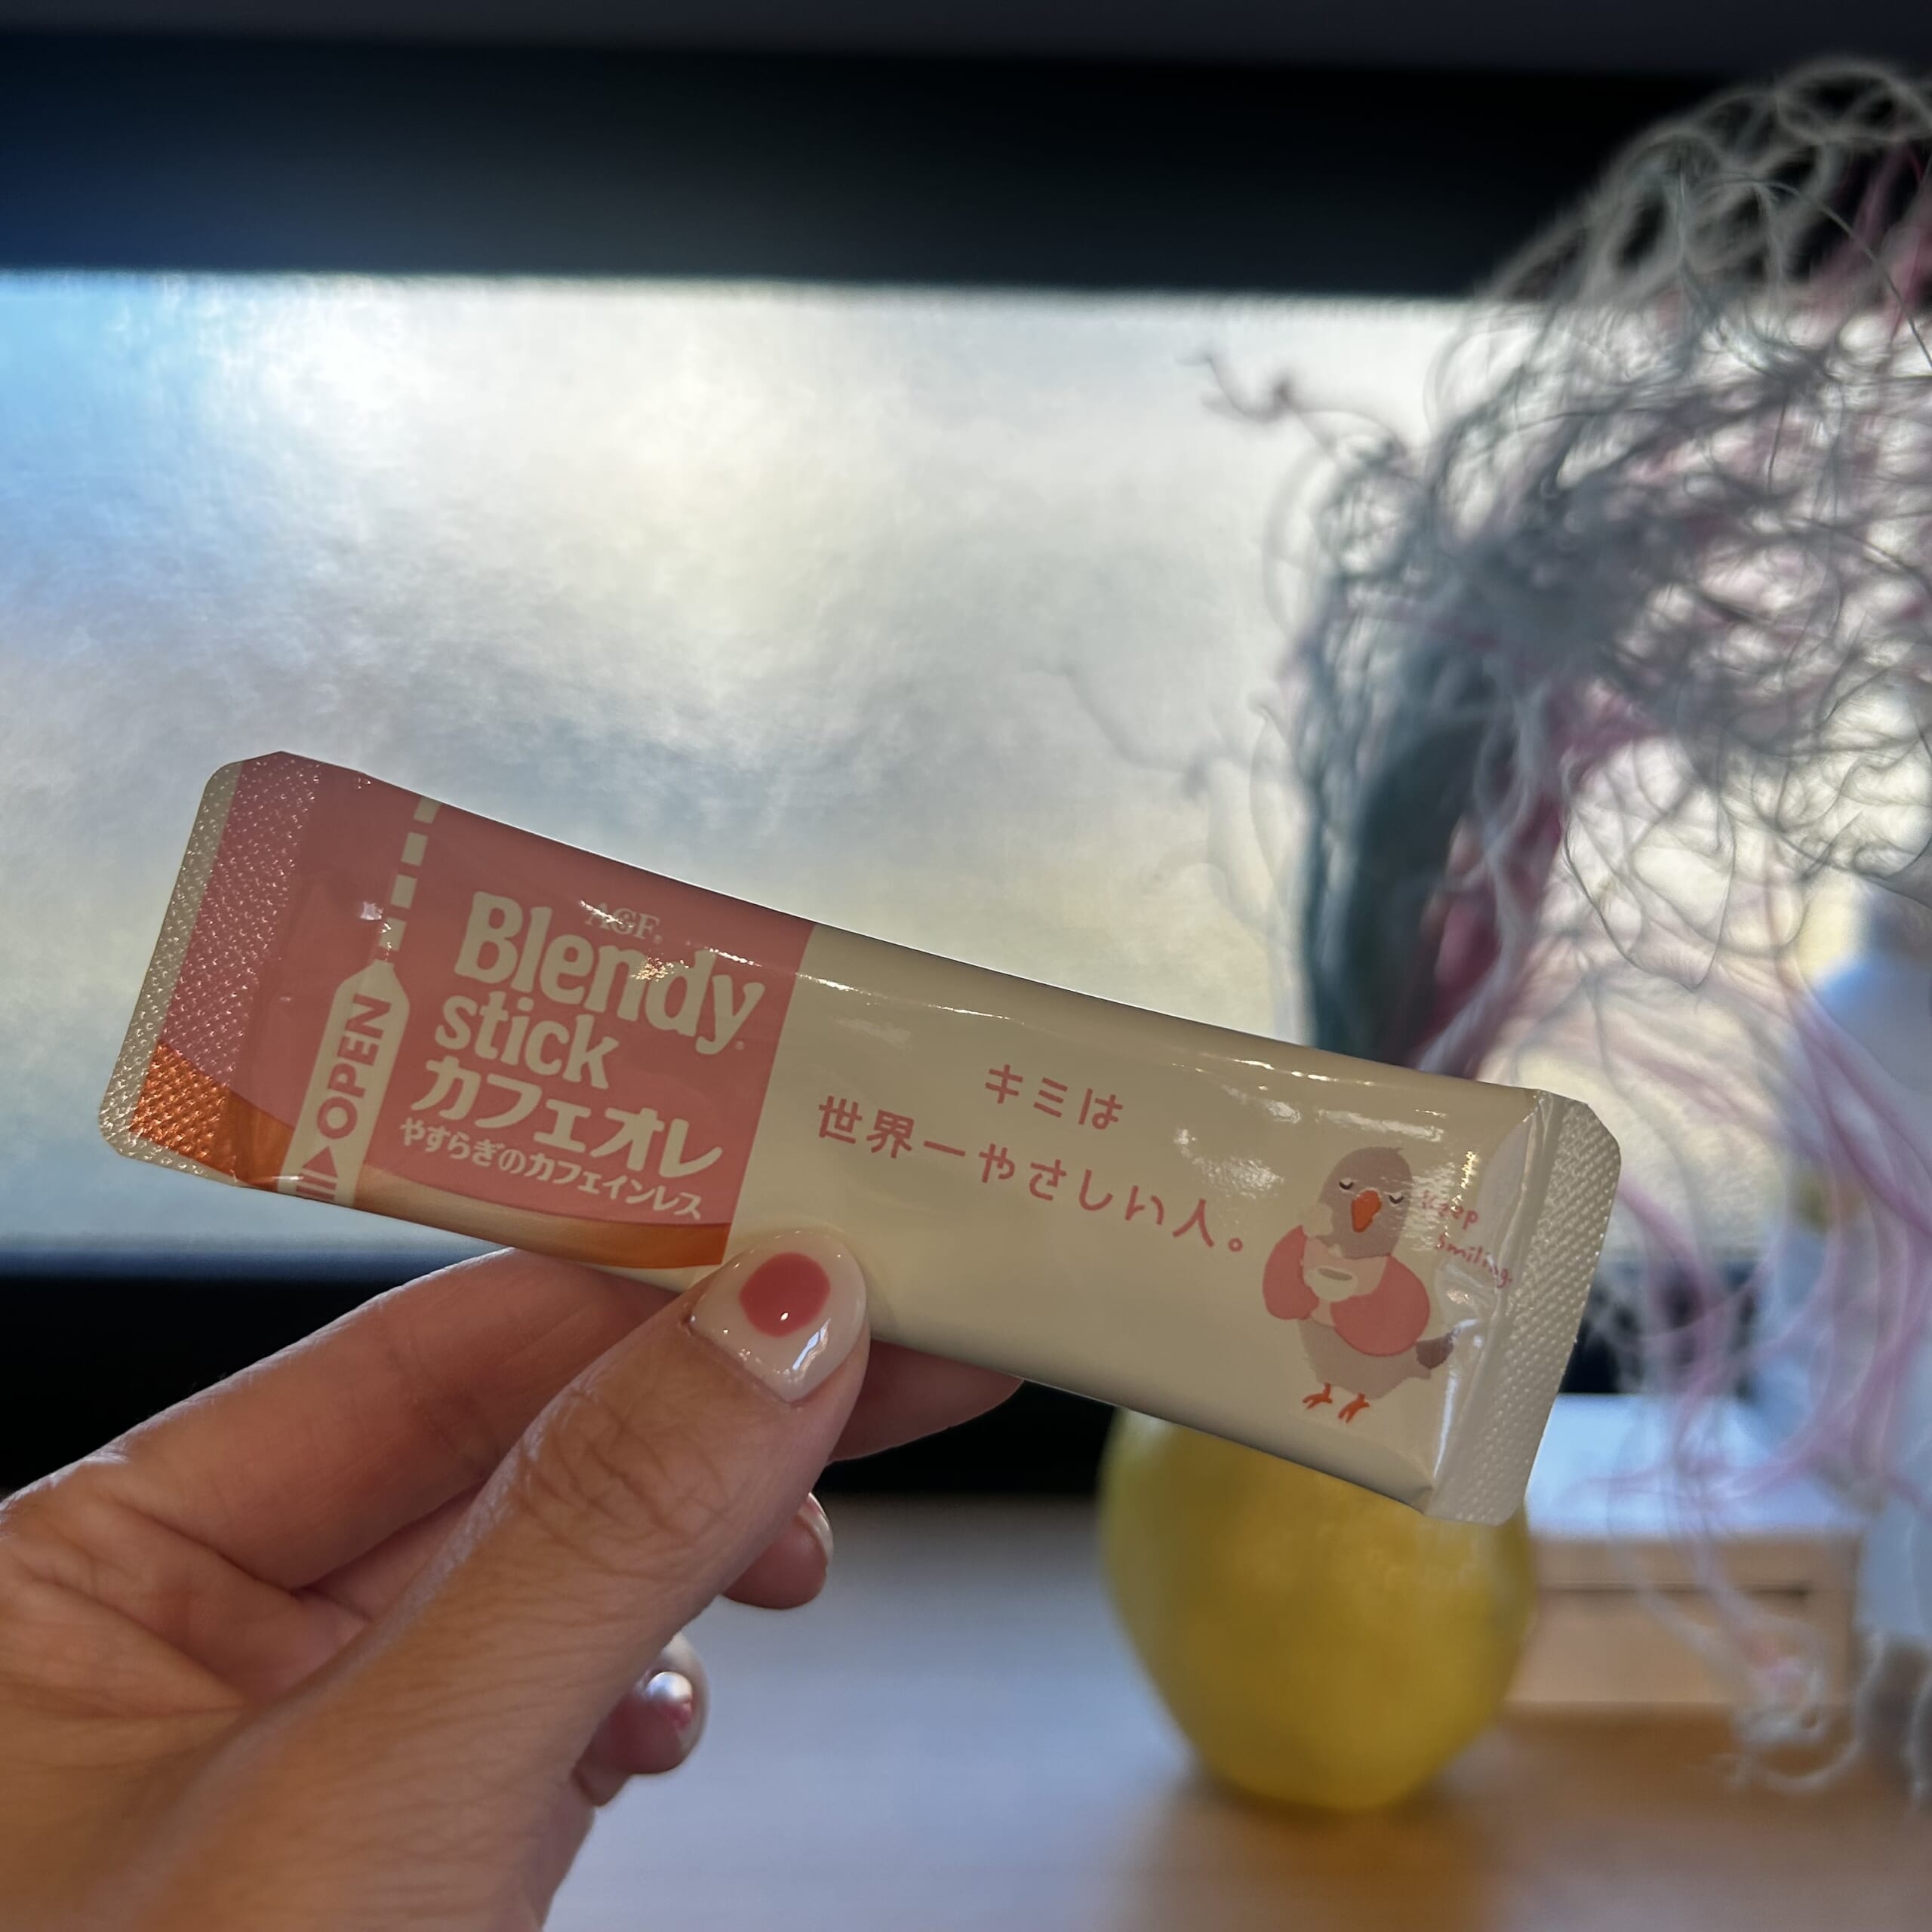 AGF®
Blendy®
stick
カフェオレ
やすらぎのカフェインレス
OPEN
キミは
世界一やさしい人。
Keep
Smiling